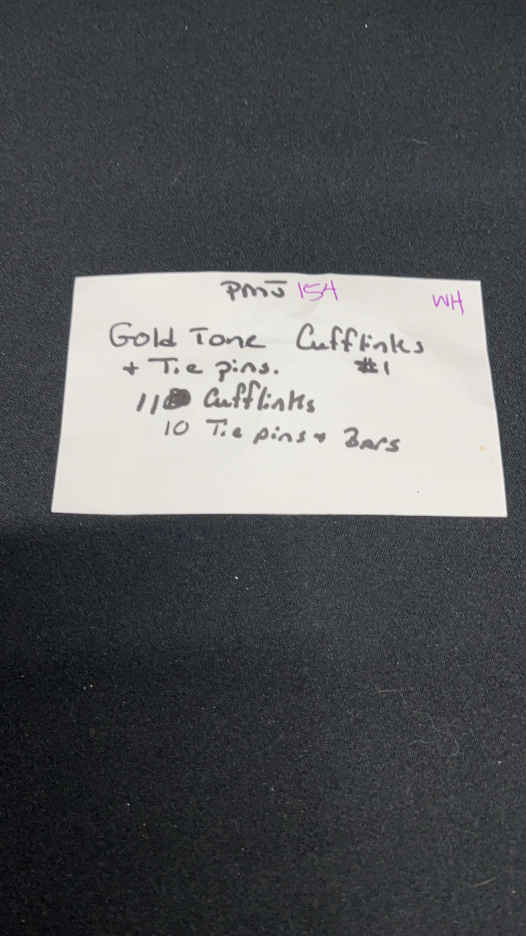 PMJ 154 WH
Gold Tone Cufflinks
+ Tie pins. #1
11 Cufflinks
10 Tie pins + Bars